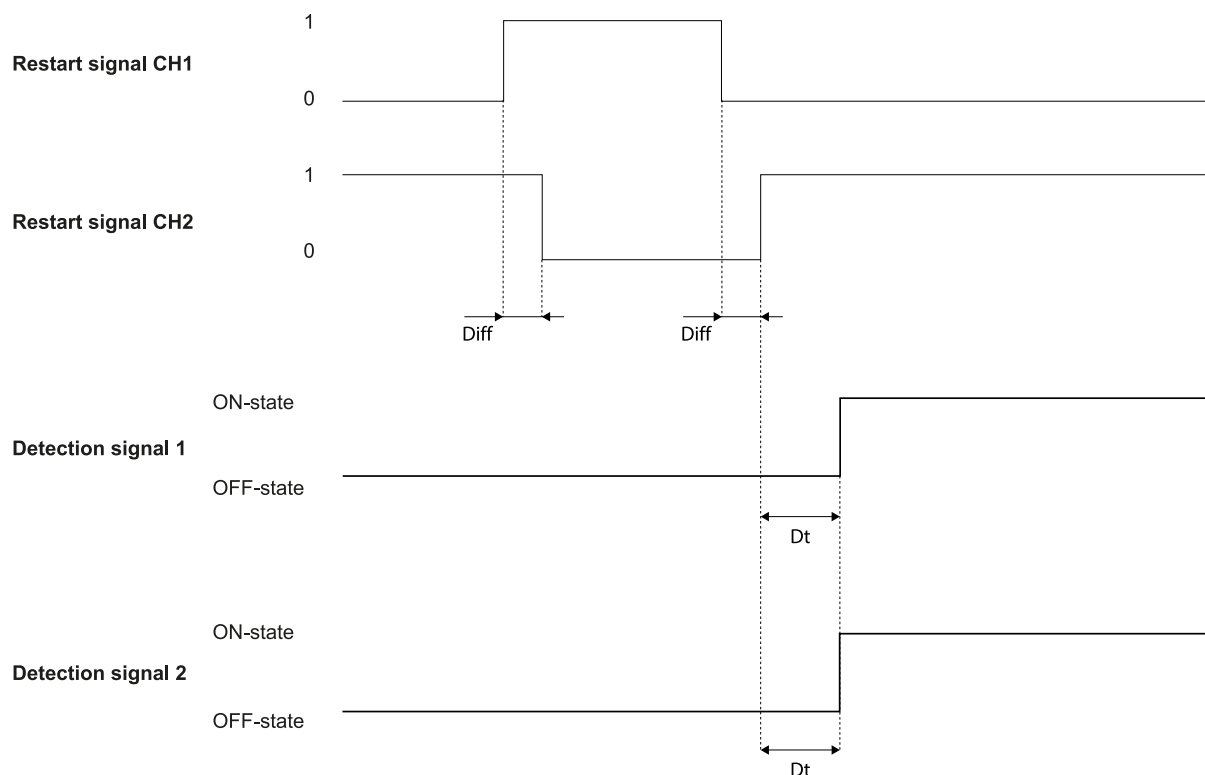 1
Restart signal CH1
0
1
Restart signal CH2
0
Diff Diff
ON-state
Detection signal 1
OFF-state
Dt
ON-state
Detection signal 2
OFF-state
Dt